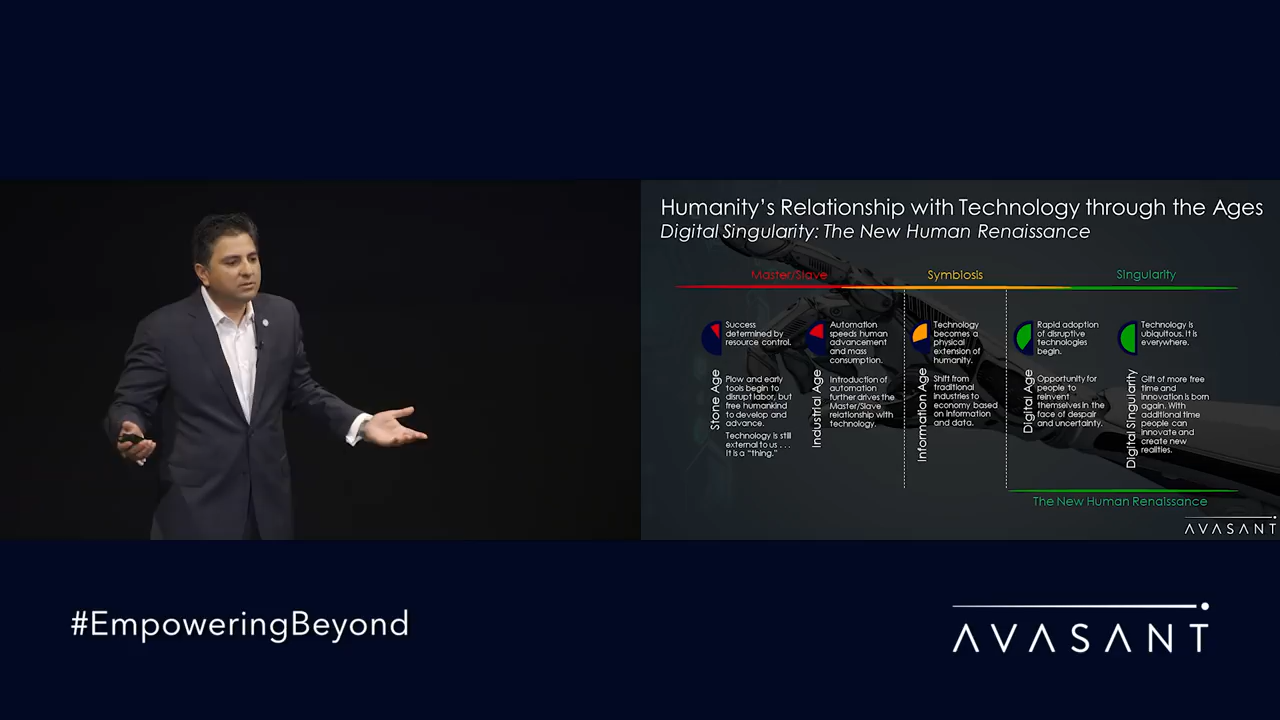 Humanity's Relationship with Technology through the Ages
Digital Singularity: The New Human Renaissance
Master/Slave
Symbiosis
Singularity
Stone Age
Success
determined by
resource control.
Plow and early
tools begin to
disrupt labor, but
free humankind
to develop and
advance.
Technology is still
external to us . . .
It is a "thing."
Industrial Age
Automation
speeds human
advancement
and mass
consumption.
Introduction of
automation
further drives the
Master/Slave
relationship with
technology.
Information Age
Technology
becomes a
physical
extension of
humanity.
Shift from
traditional
industries to
economy based
on information
and data.
Digital Age
Rapid adoption
of disruptive
technologies
begin.
Opportunity for
people to
reinvent
themselves in the
face of despair
and uncertainty.
Digital Singularity
Technology is
ubiquitous. It is
everywhere.
Gift of more free
time and
innovation is born
again. With
additional time
people can
innovate and
create new
realities.
The New Human Renaissance
AVASANT
#EmpoweringBeyond
AVASANT